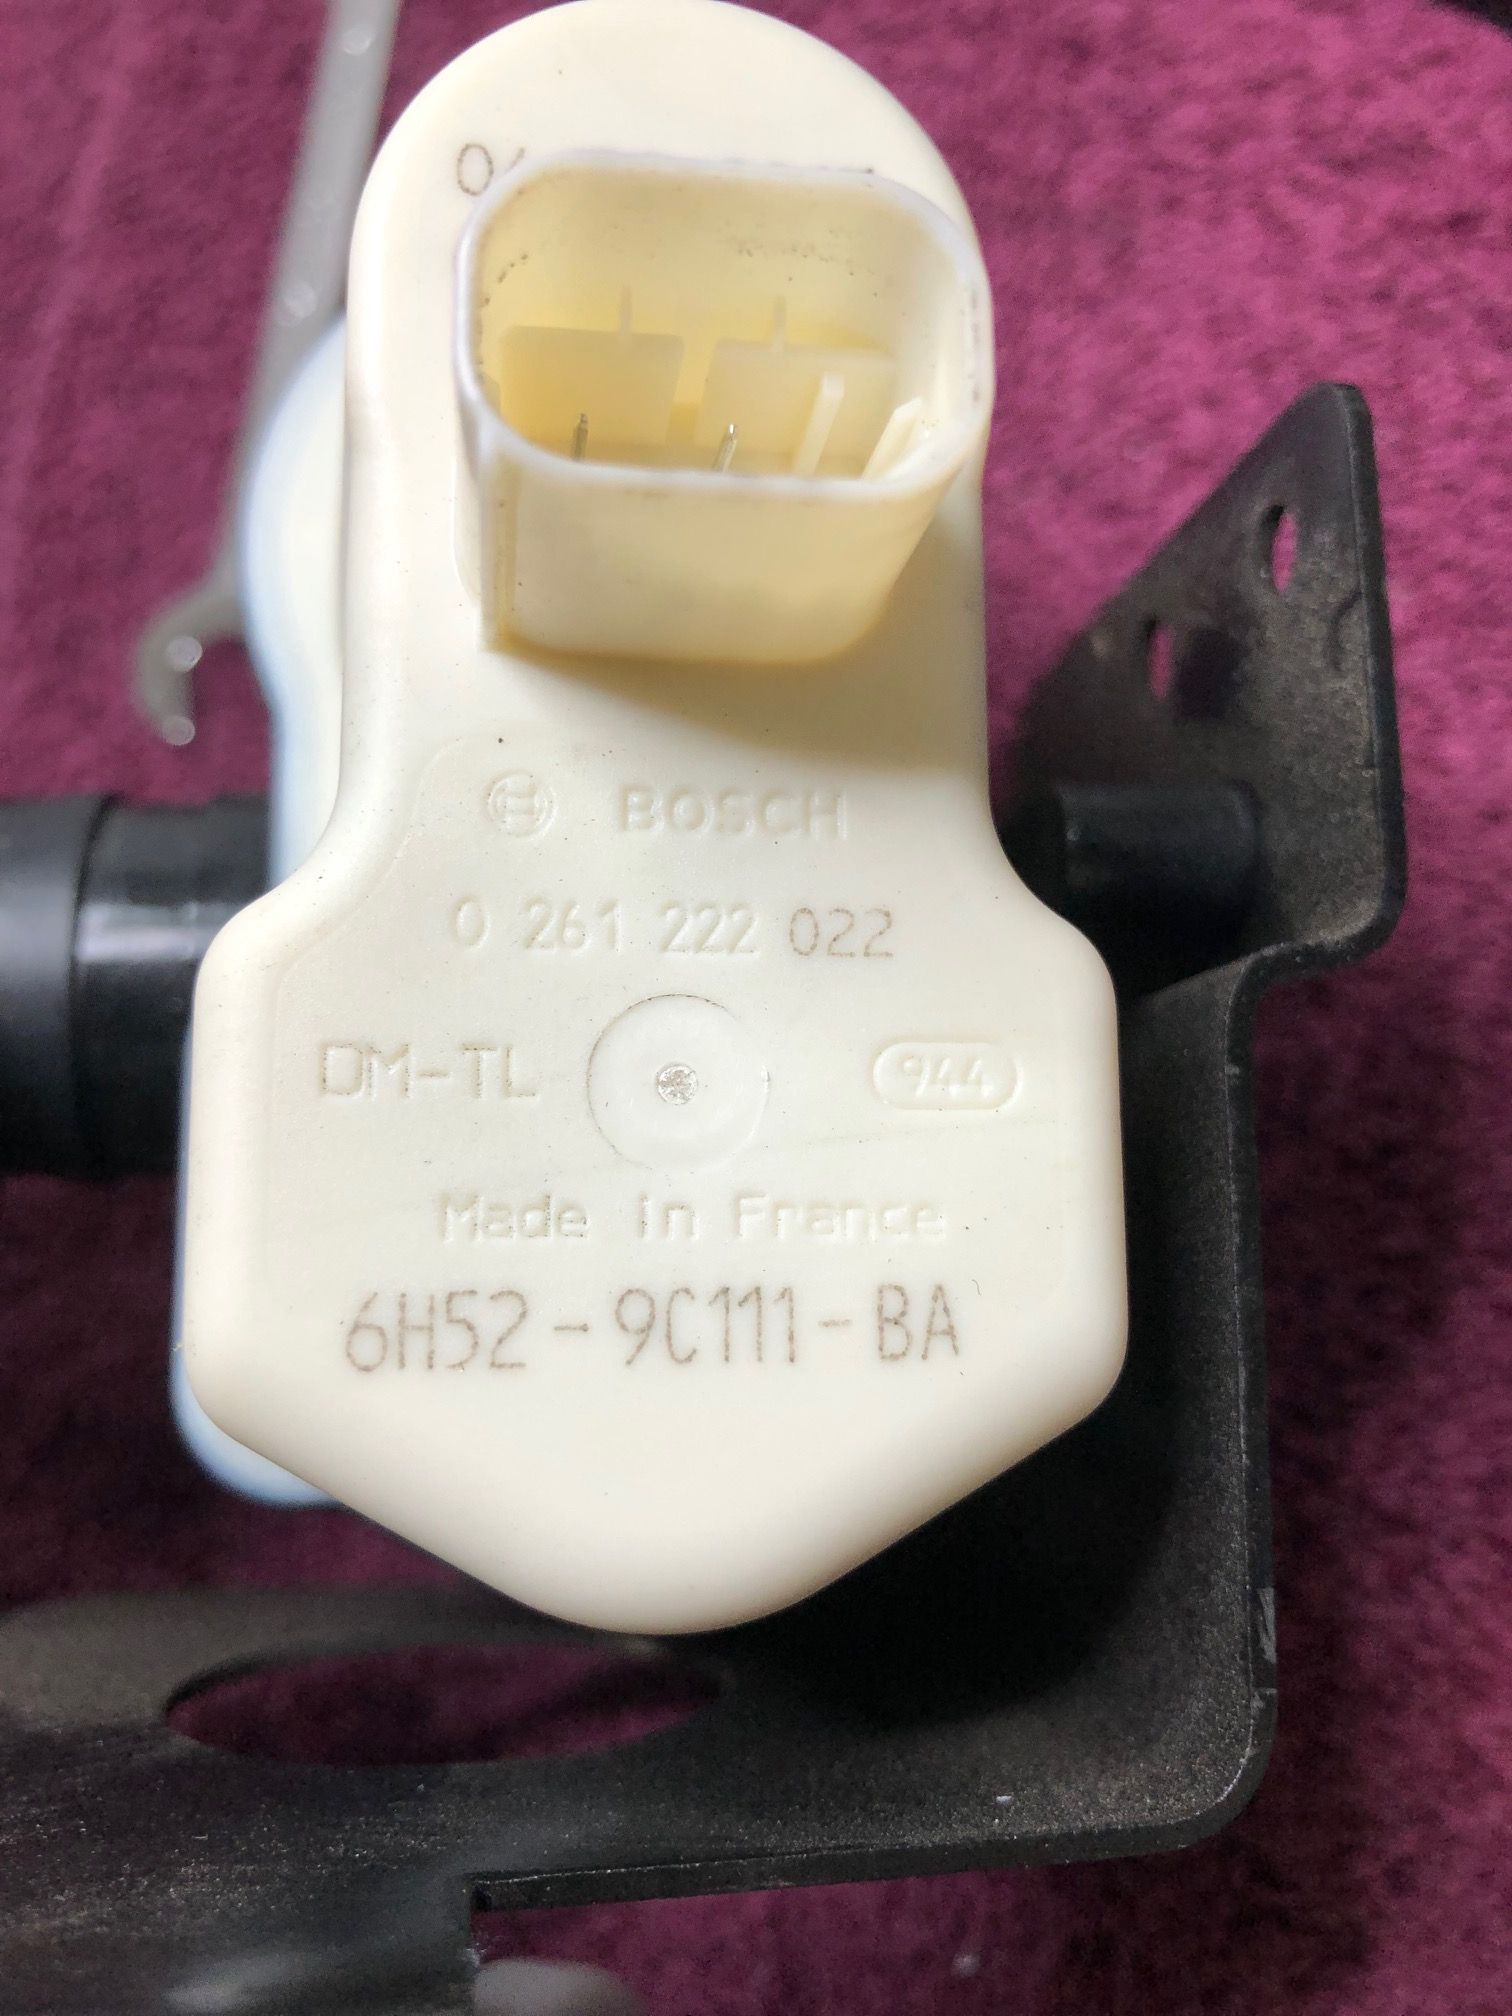 BOSCH
0 261 222 022
DM-TL 944
Made in France
6H52-9C111-BA